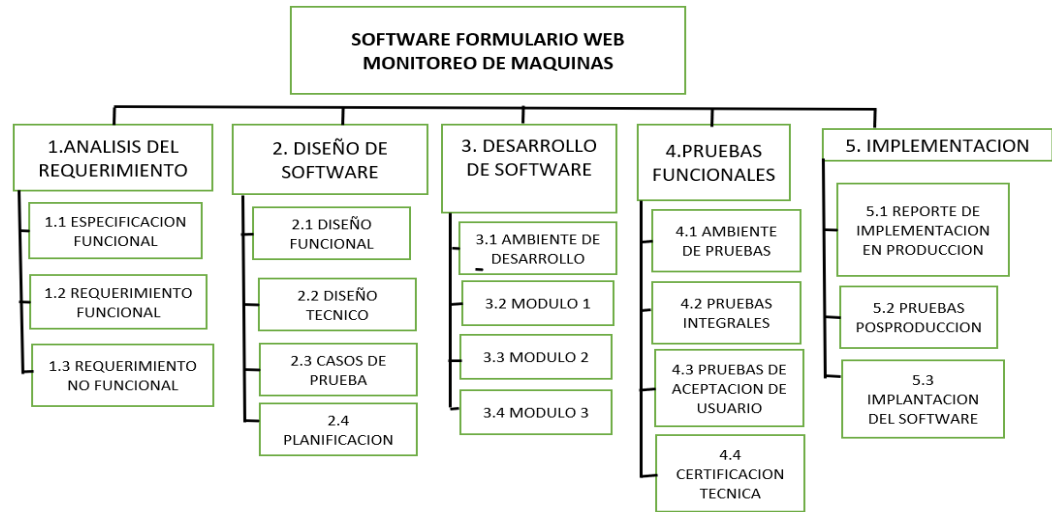 SOFTWARE FORMULARIO WEB
MONITOREO DE MAQUINAS
1.ANALISIS DEL
REQUERIMIENTO
1.1 ESPECIFICACION
FUNCIONAL
1.2 REQUERIMIENTO
FUNCIONAL
1.3 REQUERIMIENTO
NO FUNCIONAL
2. DISEÑO DE
SOFTWARE
2.1 DISEÑO
FUNCIONAL
2.2 DISEÑO
TECNICO
2.3 CASOS DE
PRUEBA
2.4
PLANIFICACION
3. DESARROLLO
DE SOFTWARE
3.1 AMBIENTE DE
DESARROLLO
3.2 MODULO 1
3.3 MODULO 2
3.4 MODULO 3
4.PRUEBAS
FUNCIONALES
4.1 AMBIENTE
DE PRUEBAS
4.2 PRUEBAS
INTEGRALES
4.3 PRUEBAS DE
ACEPTACION DE
USUARIO
4.4
CERTIFICACION
TECNICA
5. IMPLEMENTACION
5.1 REPORTE DE
IMPLEMENTACION
EN PRODUCCION
5.2 PRUEBAS
POSPRODUCCION
5.3
IMPLANTACION
DEL SOFTWARE